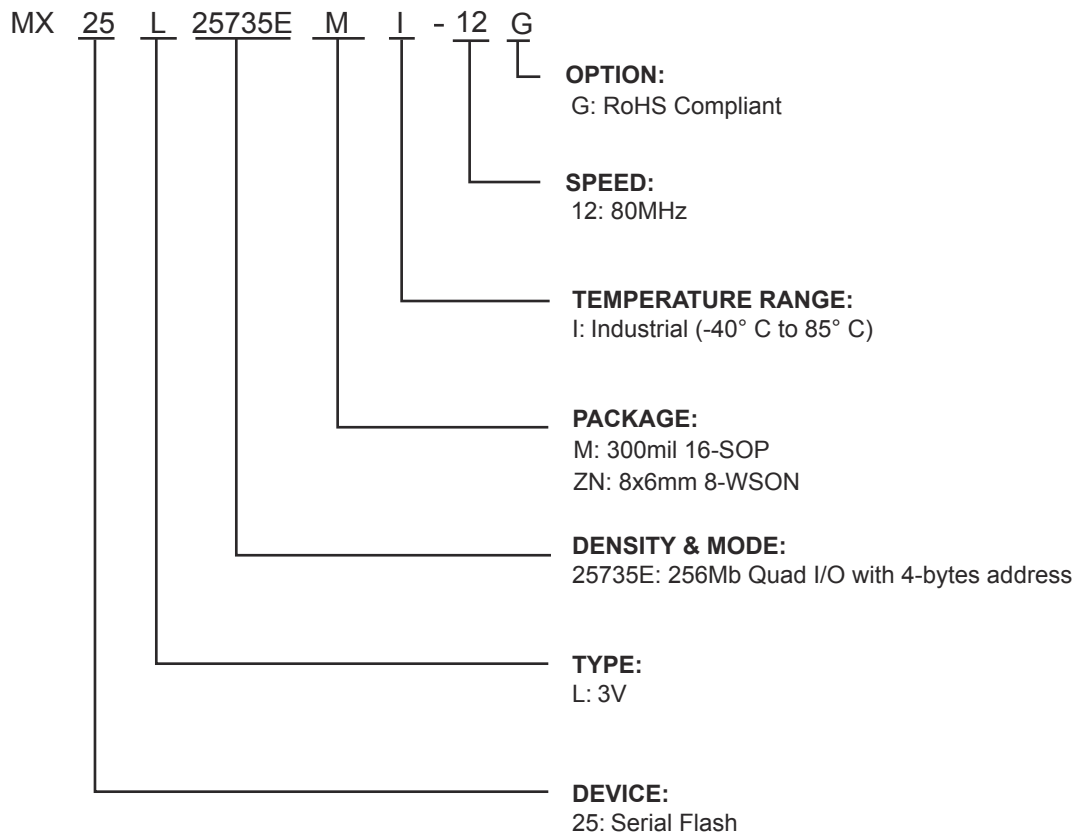 MX 25 L 25735E M I - 12 G
OPTION:
G: RoHS Compliant
SPEED:
12: 80MHz
TEMPERATURE RANGE:
I: Industrial (-40° C to 85° C)
PACKAGE:
M: 300mil 16-SOP
ZN: 8x6mm 8-WSON
DENSITY & MODE:
25735E: 256Mb Quad I/O with 4-bytes address
TYPE:
L: 3V
DEVICE:
25: Serial Flash